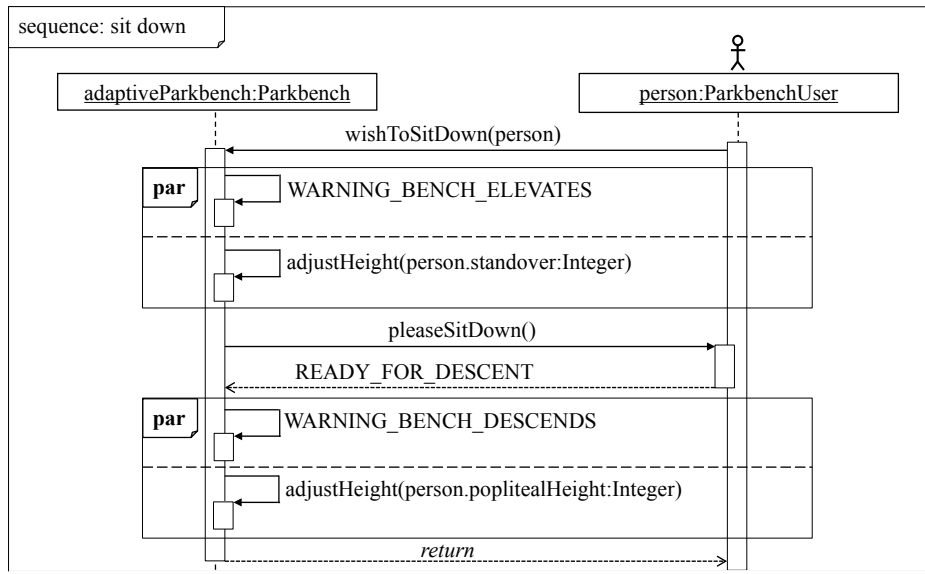 sequence: sit down
adaptiveParkbench:Parkbench
person:ParkbenchUser
wishToSitDown(person)
par
WARNING_BENCH_ELEVATES
adjustHeight(person.standover:Integer)
pleaseSitDown()
READY_FOR_DESCENT
par
WARNING_BENCH_DESCENDS
adjustHeight(person.poplitealHeight:Integer)
return